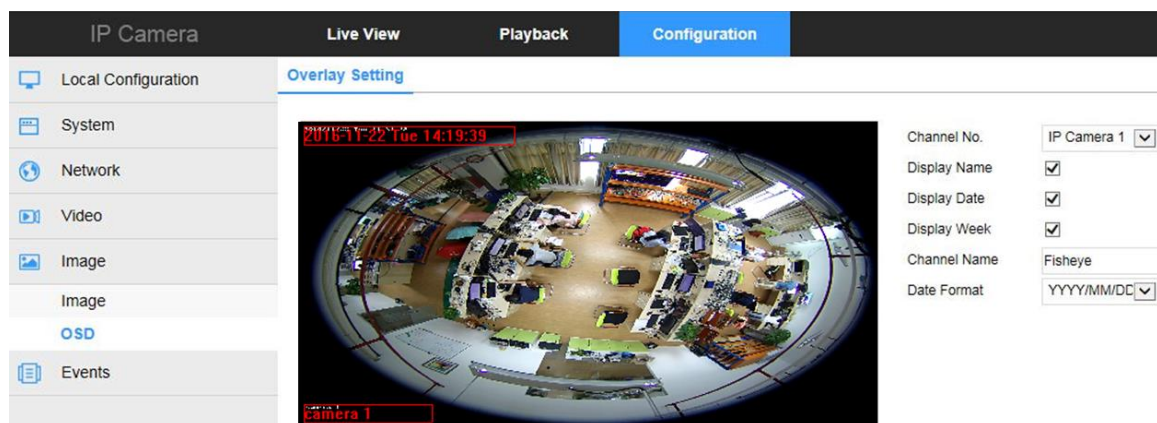 IP Camera
Live View
Playback
Configuration
Local Configuration
System
Network
Video
Image
Image
OSD
Events
Overlay Setting
2016-11-22 Tue 14:19:39
camera 1
Channel No.
IP Camera 1
Display Name
Display Date
Display Week
Channel Name
Fisheye
Date Format
YYYY/MM/DD